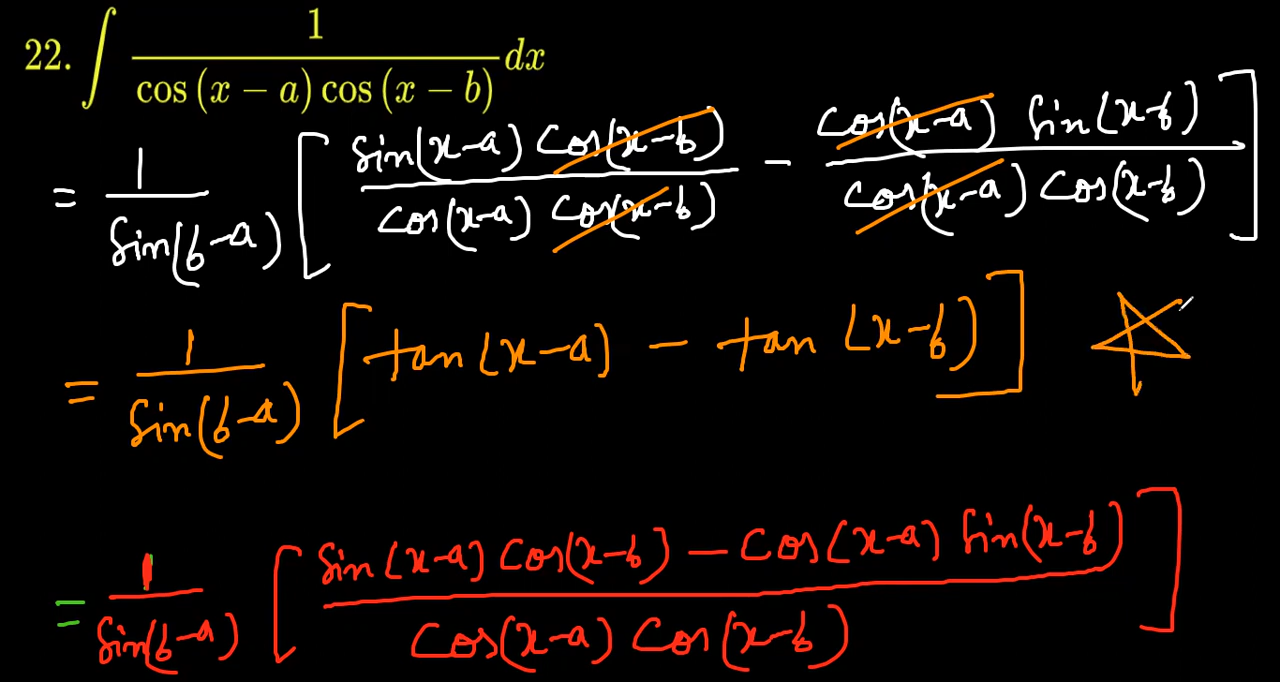 22. ∫ 1 / (cos (x − a) cos (x − b)) dx
= 1 / Sin(b-a) [ Sin(x-a) Cos(x-b) / Cos(x-a) Cos(x-b) - Cos(x-a) Sin(x-b) / Cos(x-a) Cos(x-b) ]
= 1 / Sin(b-a) [ tan(x-a) - tan(x-b) ]
= 1 / Sin(b-a) [ Sin(x-a) Cos(x-b) - Cos(x-a) Sin(x-b) / Cos(x-a) Cos(x-b) ]